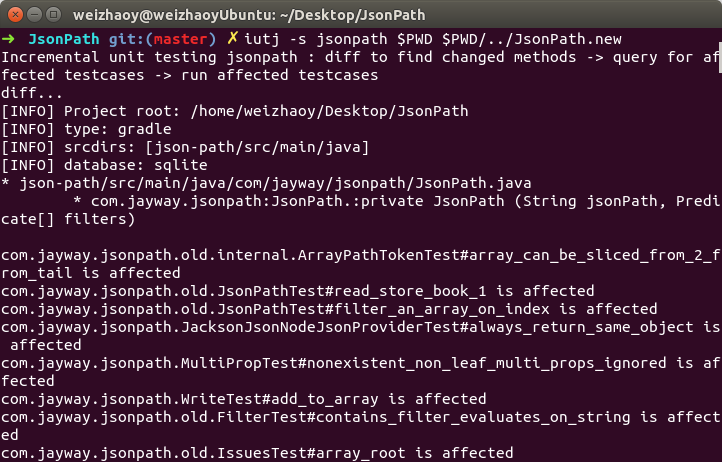 weizhaoy@weizhaoyUbuntu: ~/Desktop/JsonPath
➜ JsonPath git:(master) ✗ iutj -s jsonpath $PWD $PWD/../JsonPath.new
Incremental unit testing jsonpath : diff to find changed methods -> query for af
fected testcases -> run affected testcases
diff...
[INFO] Project root: /home/weizhaoy/Desktop/JsonPath
[INFO] type: gradle
[INFO] srcdirs: [json-path/src/main/java]
[INFO] database: sqlite
* json-path/src/main/java/com/jayway/jsonpath/JsonPath.java
* com.jayway.jsonpath:JsonPath.:private JsonPath (String jsonPath, Predi
cate[] filters)
com.jayway.jsonpath.old.internal.ArrayPathTokenTest#array_can_be_sliced_from_2_f
rom_tail is affected
com.jayway.jsonpath.old.JsonPathTest#read_store_book_1 is affected
com.jayway.jsonpath.old.JsonPathTest#filter_an_array_on_index is affected
com.jayway.jsonpath.JacksonJsonNodeJsonProviderTest#always_return_same_object is
affected
com.jayway.jsonpath.MultiPropTest#nonexistent_non_leaf_multi_props_ignored is af
fected
com.jayway.jsonpath.WriteTest#add_to_array is affected
com.jayway.jsonpath.old.FilterTest#contains_filter_evaluates_on_string is affect
ed
com.jayway.jsonpath.old.IssuesTest#array_root is affected